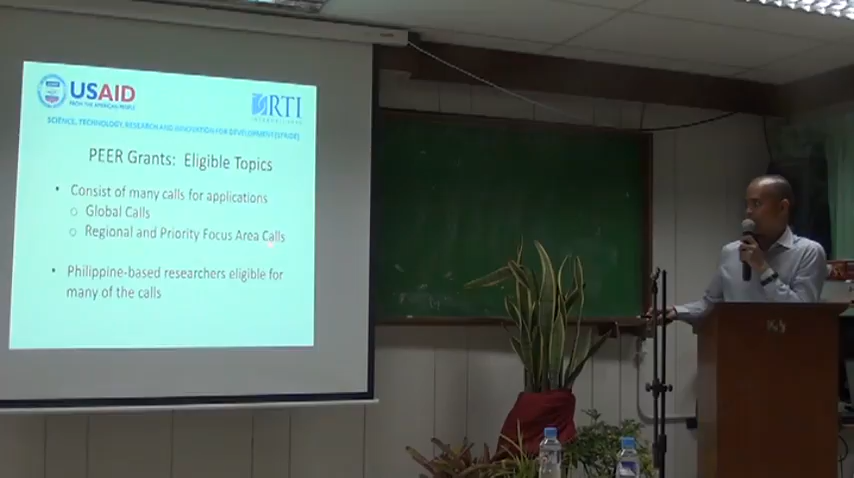 USAID
FROM THE AMERICAN PEOPLE
RTI
INTERNATIONAL
SCIENCE, TECHNOLOGY, RESEARCH AND INNOVATION FOR DEVELOPMENT (STRIDE)
PEER Grants: Eligible Topics
• Consist of many calls for applications
o Global Calls
o Regional and Priority Focus Area Calls
• Philippine-based researchers eligible for
many of the calls